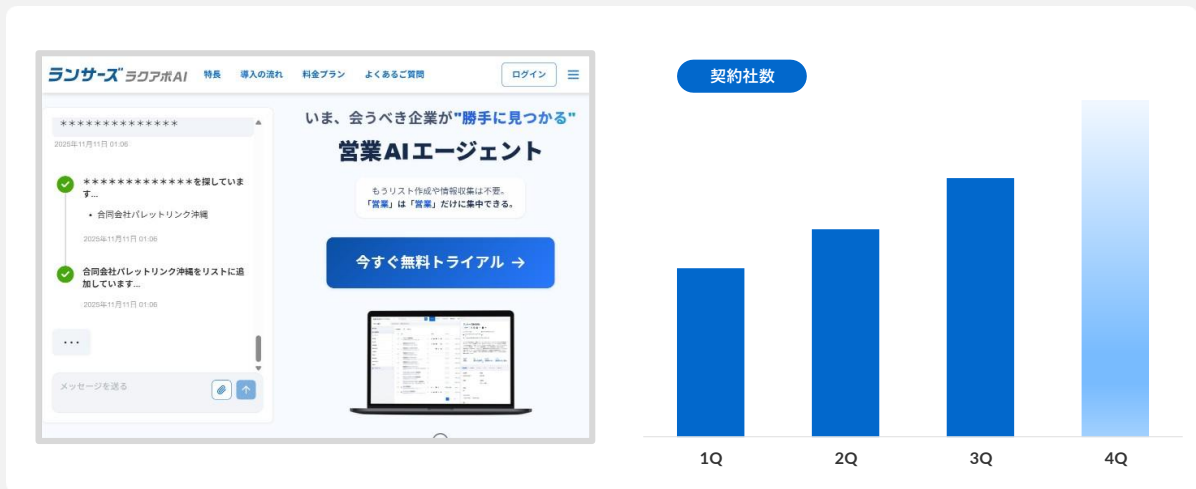 ランサーズ ラクアポAI 特長 導入の流れ 料金プラン よくあるご質問 ログイン
＊＊＊＊＊＊＊＊＊＊＊＊＊＊
2025年11月11日 01:06
＊＊＊＊＊＊＊＊＊＊＊＊＊を探していま
す...
• 合同会社パレットリンク沖縄
2025年11月11日 01:06
合同会社パレットリンク沖縄をリストに追
加しています...
2025年11月11日 01:06
...
メッセージを送る
いま、会うべき企業が"勝手に見つかる"
営業AIエージェント
もうリスト作成や情報収集は不要。
「営業」は「営業」だけに集中できる。
今すぐ無料トライアル →
契約社数
1Q 2Q 3Q 4Q